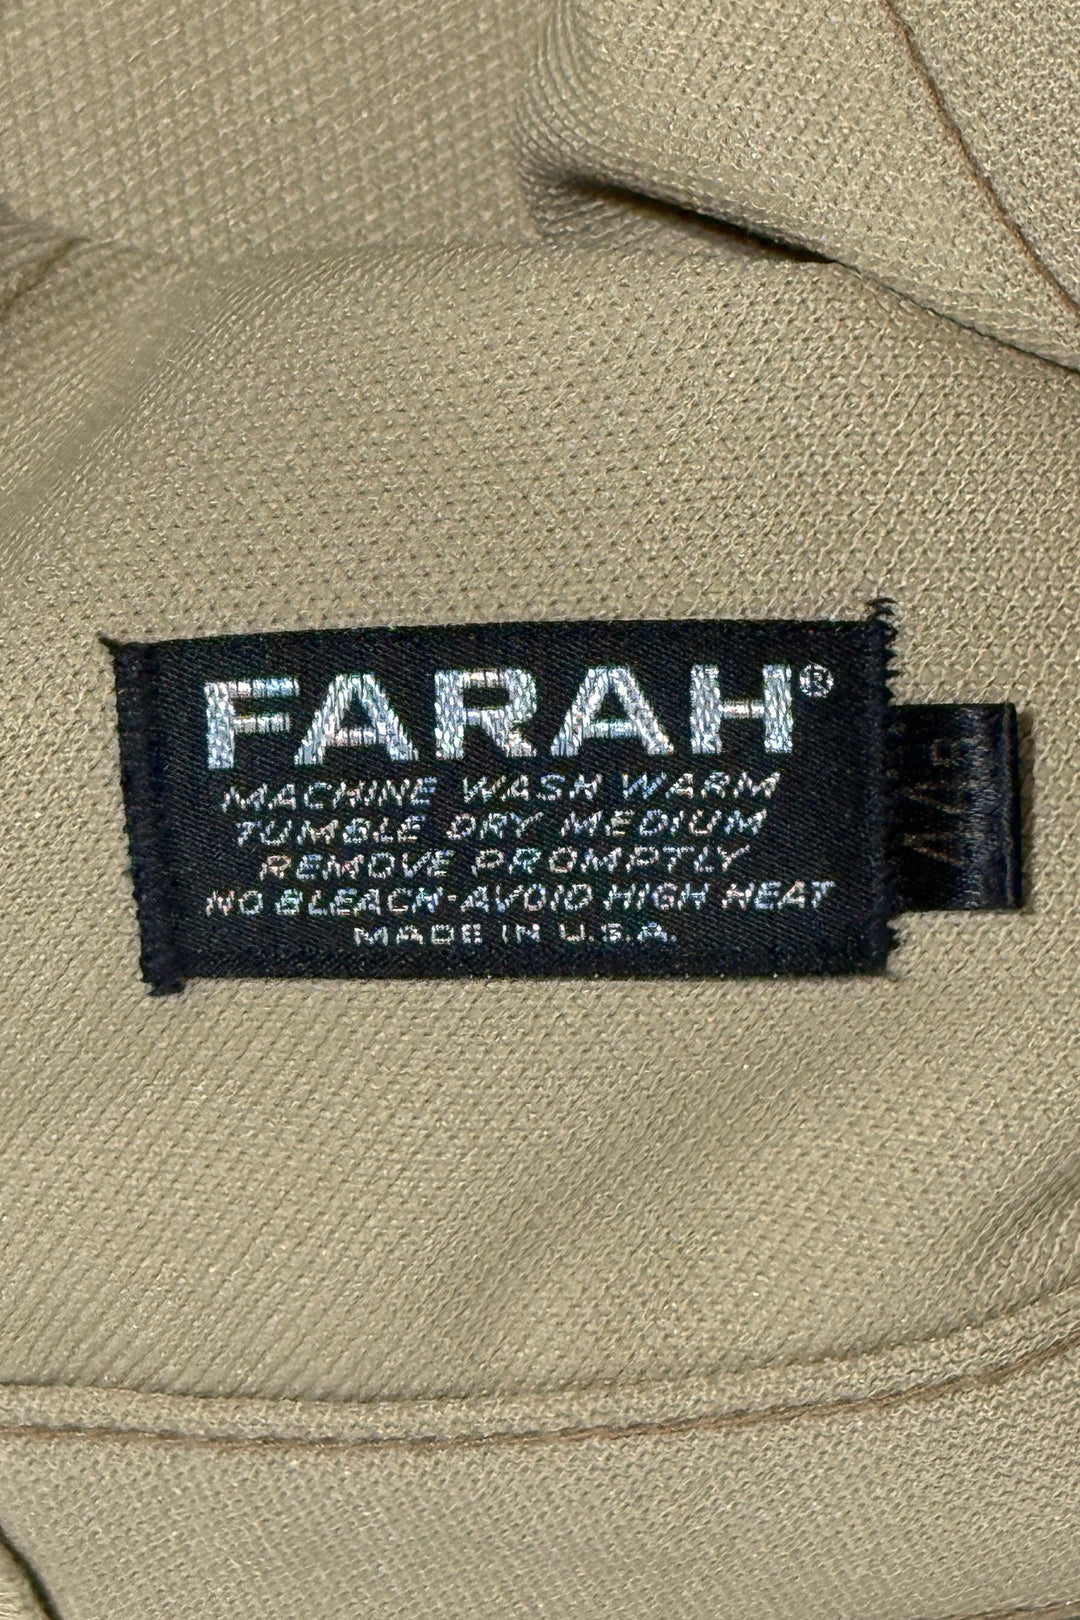 FARAH®
MACHINE WASH WARM
TUMBLE DRY MEDIUM
REMOVE PROMPTLY
NO BLEACH-AVOID HIGH HEAT
MADE IN U.S.A.